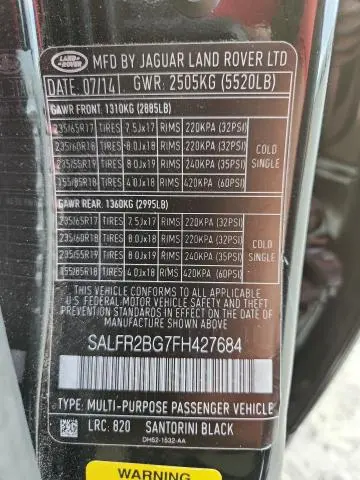 LAND ROVER
MFD BY JAGUAR LAND ROVER LTD
DATE: 07/14 GWR: 2505KG (5520LB)
GAWR FRONT: 1310KG (2885LB)
235/65R17 TIRES 7.5Jx17 RIMS 220KPA (32PSI)
235/60R18 TIRES 8.0Jx18 RIMS 220KPA (32PSI) COLD
235/55R19 TIRES 8.0Jx19 RIMS 240KPA (35PSI) SINGLE
155/85R18 TIRES 4.0Jx18 RIMS 420KPA (60PSI)
GAWR REAR: 1360KG (2995LB)
235/65R17 TIRES 7.5Jx17 RIMS 220KPA (32PSI)
235/60R18 TIRES 8.0Jx18 RIMS 220KPA (32PSI) COLD
235/55R19 TIRES 8.0Jx19 RIMS 240KPA (35PSI) SINGLE
155/85R18 TIRES 4.0Jx18 RIMS 420KPA (60PSI)
THIS VEHICLE CONFORMS TO ALL APPLICABLE
U.S. FEDERAL-MOTOR-VEHICLE-SAFETY AND THEFT
PREVENTION STANDARDS IN EFFECT ON THE DATE OF
MANUFACTURE SHOWN ABOVE.
SALFR2BG7FH427684
TYPE: MULTI-PURPOSE PASSENGER VEHICLE
LRC: 820 SANTORINI BLACK
DH52-1532-AA
WARNING